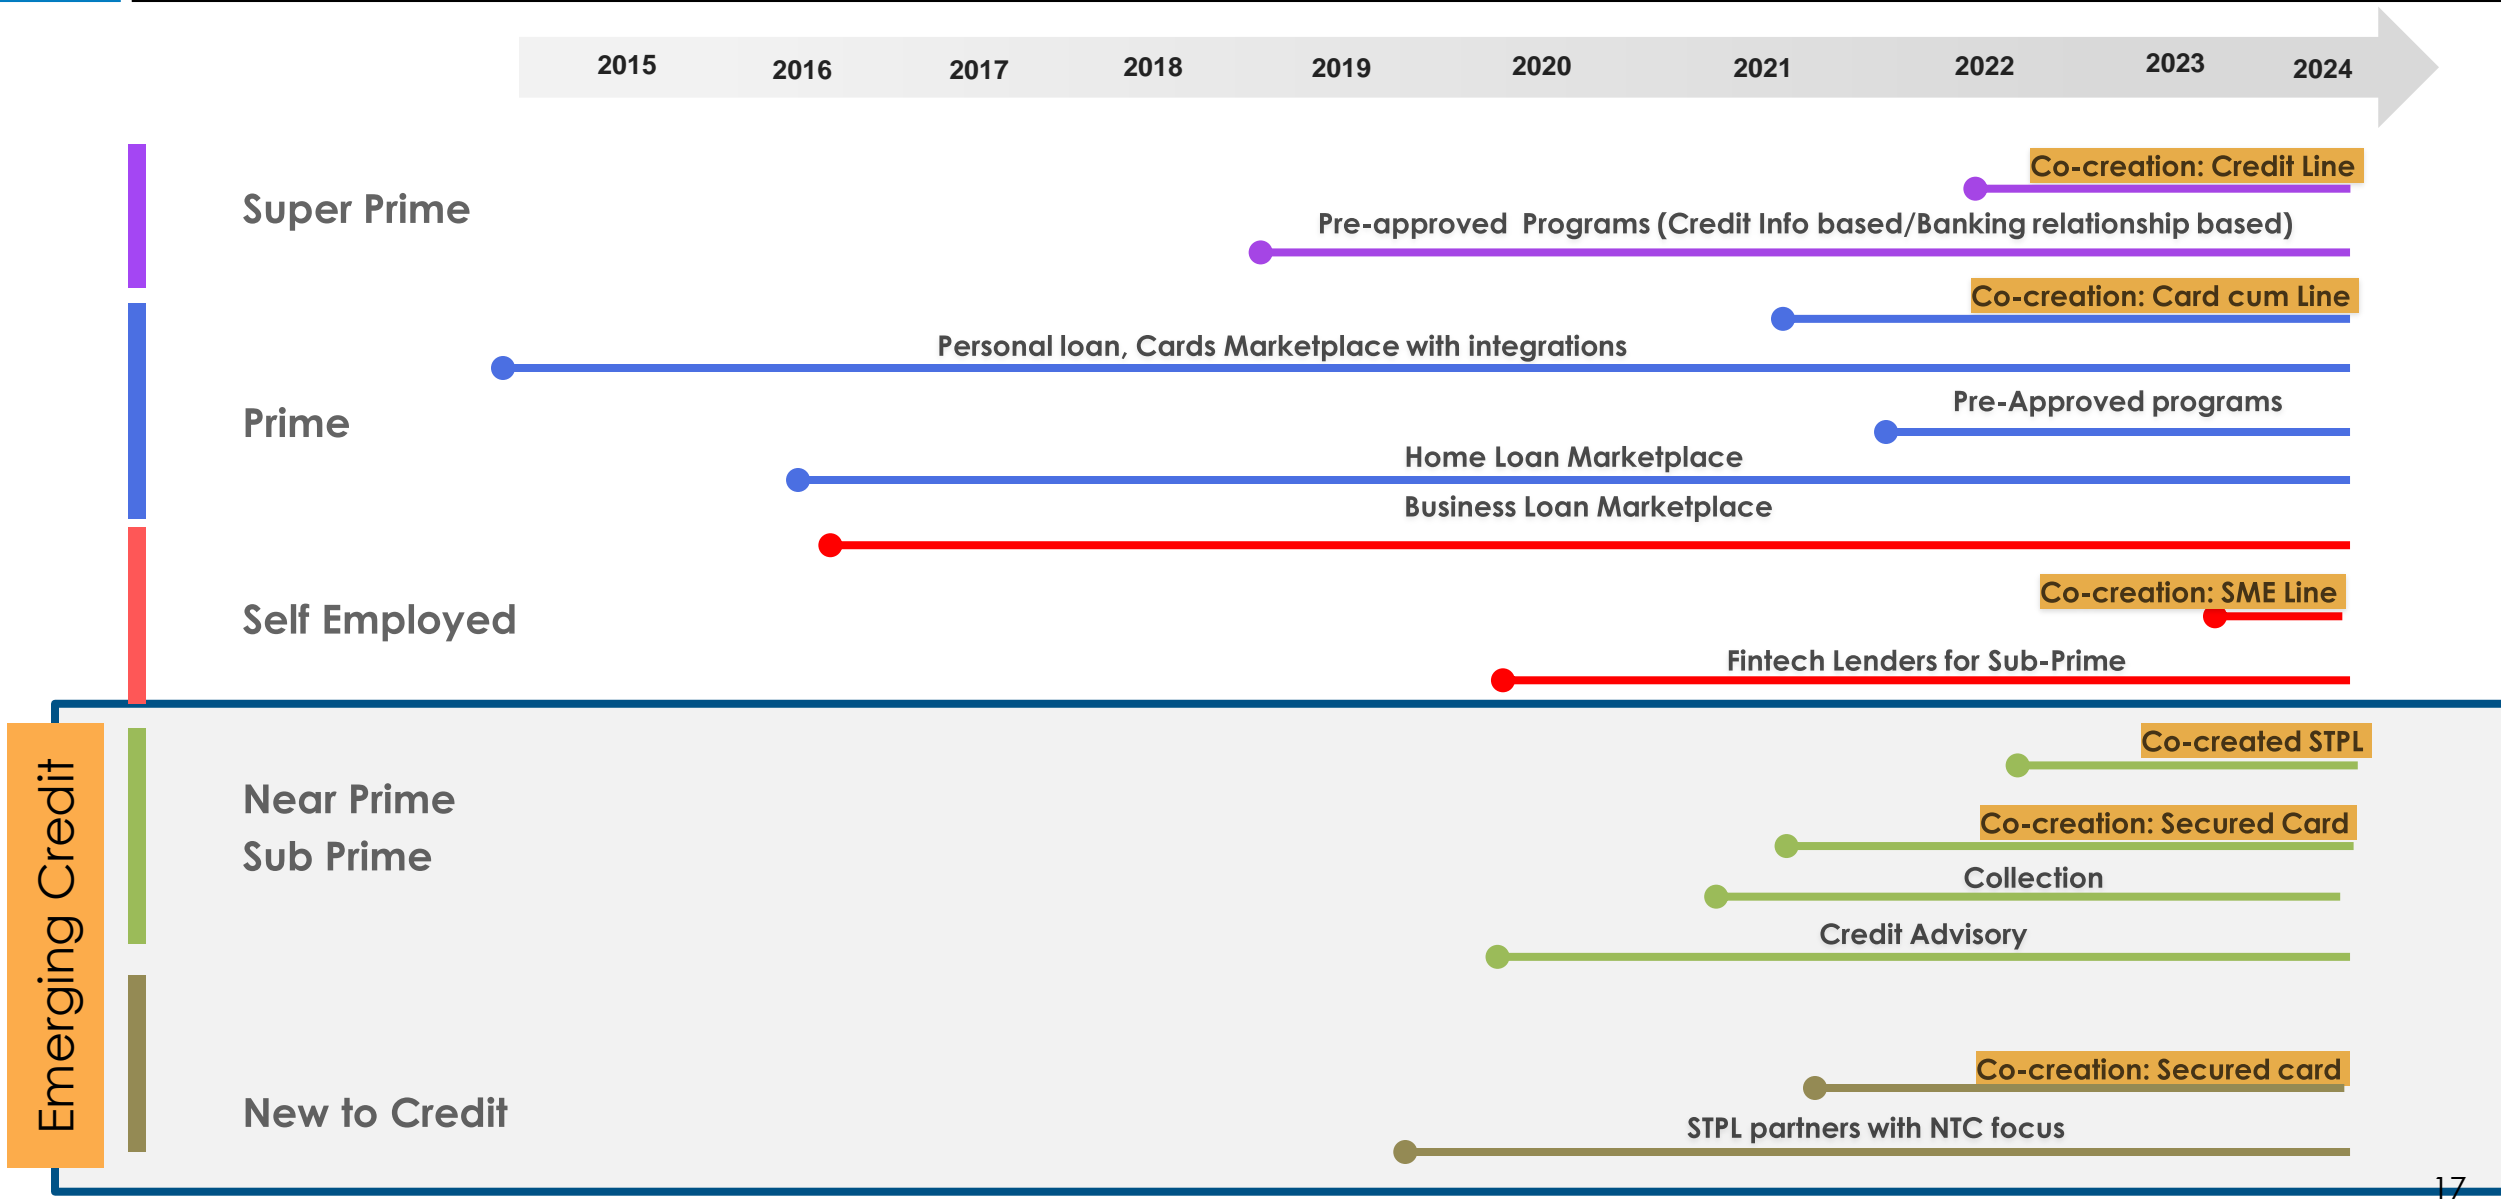 2015 2016 2017 2018 2019 2020 2021 2022 2023 2024
Co-creation: Credit Line
Super Prime
Pre-approved Programs (Credit Info based/Banking relationship based)
Co-creation: Card cum Line
Personal loan, Cards Marketplace with integrations
Pre-Approved programs
Prime
Home Loan Marketplace
Business Loan Marketplace
Co-creation: SME Line
Self Employed
Fintech Lenders for Sub-Prime
Emerging Credit
Co-created STPL
Near Prime
Sub Prime
Co-creation: Secured Card
Collection
Credit Advisory
Co-creation: Secured card
New to Credit
STPL partners with NTC focus
17